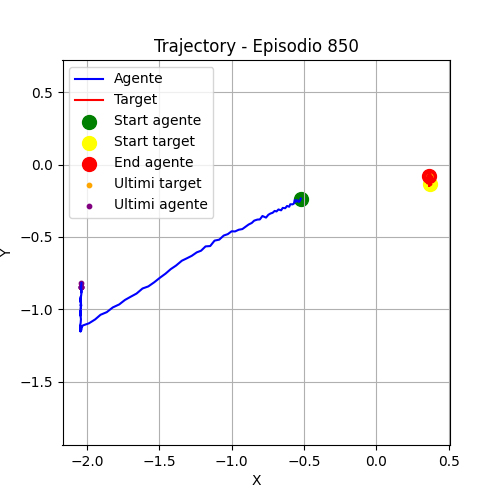 Trajectory - Episodio 850
Agente
Target
Start agente
Start target
End agente
Ultimi target
Ultimi agente
0.5
0.0
−0.5
−1.0
−1.5
Y
−2.0 −1.5 −1.0 −0.5 0.0 0.5
X